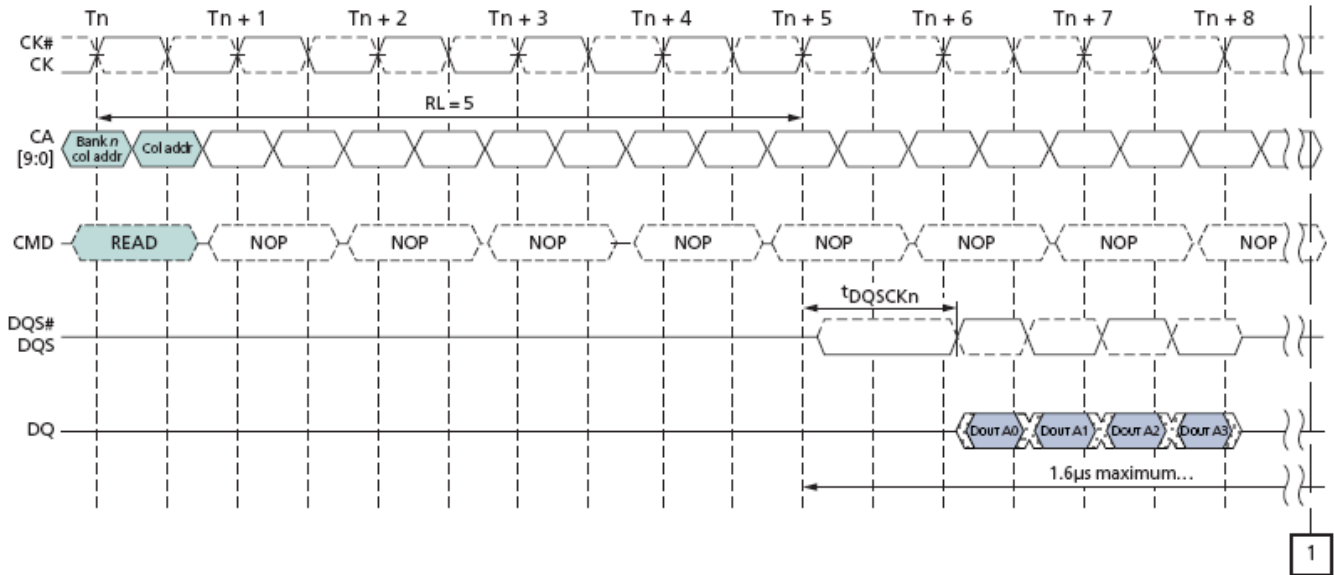 Tn Tn + 1 Tn + 2 Tn + 3 Tn + 4 Tn + 5 Tn + 6 Tn + 7 Tn + 8
CK#
CK
RL = 5
CA
[9:0]
Bank n
col addr
Col addr
CMD READ NOP NOP NOP NOP NOP NOP NOP NOP
tDQSCKn
DQS#
DQS
DQ DOUT A0 DOUT A1 DOUT A2 DOUT A3
1.6µs maximum…
1